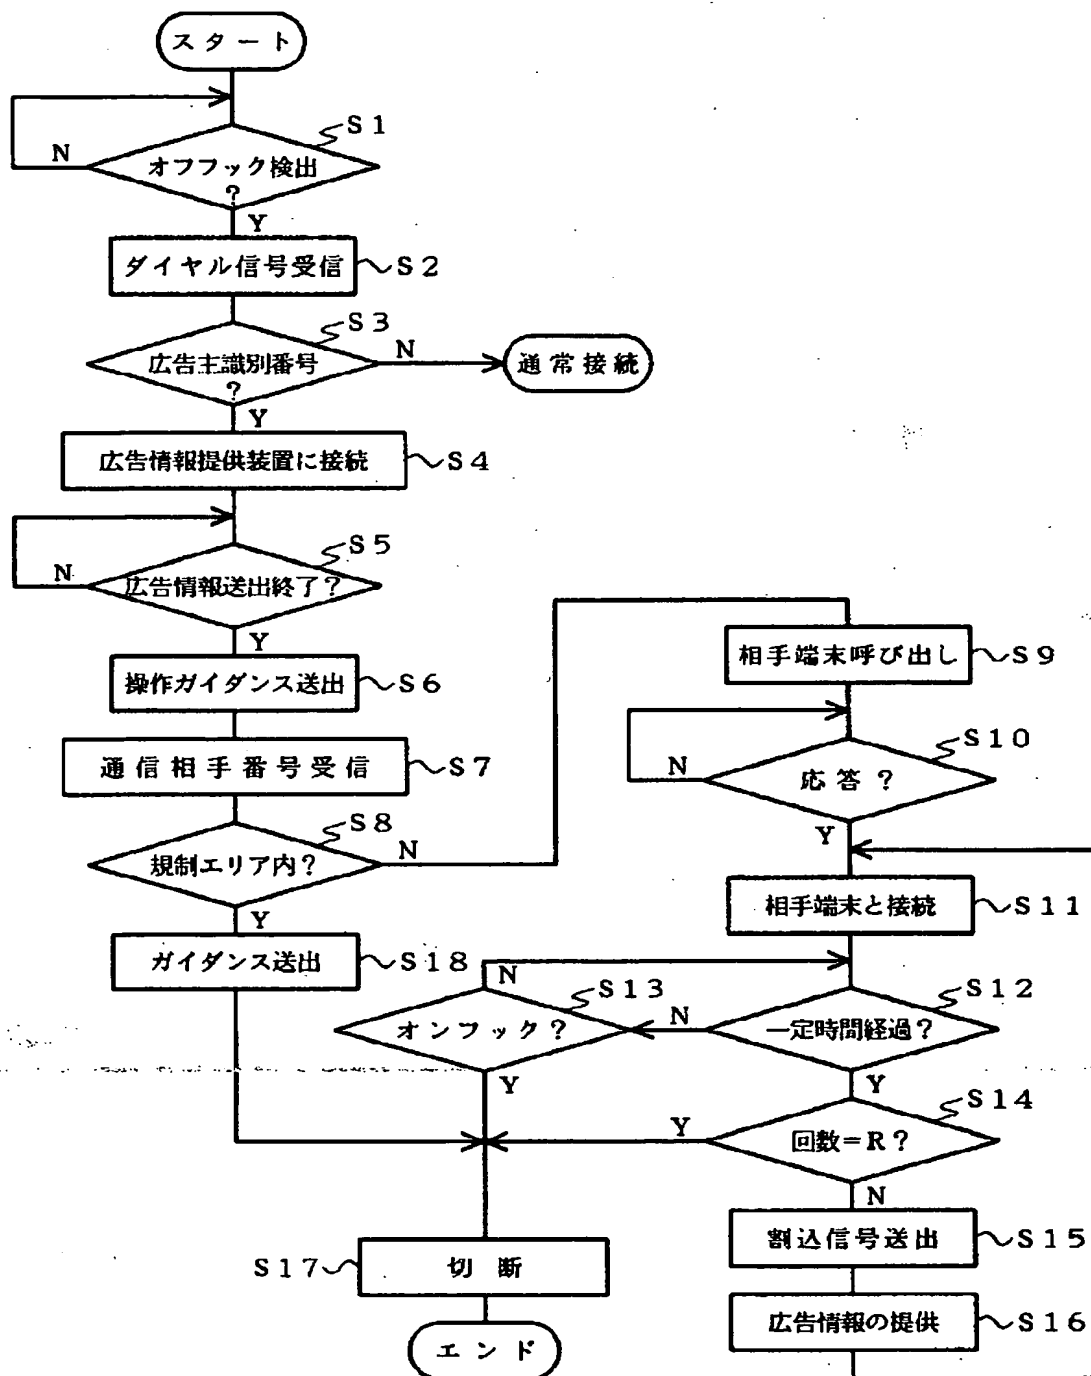 スタート
S1
N
オフフック検出
?
Y
ダイヤル信号受信
S2
S3
広告主識別番号
?
N
通常接続
Y
広告情報提供装置に接続
S4
S5
N
広告情報送出終了?
Y
操作ガイダンス送出
S6
通信相手番号受信
S7
S8
規制エリア内?
N
Y
ガイダンス送出
S18
相手端末呼び出し
S9
S10
N
応答?
Y
相手端末と接続
S11
S12
一定時間経過?
N
Y
S13
N
オンフック?
Y
S14
回数=R?
Y
N
割込信号送出
S15
広告情報の提供
S16
S17
切断
エンド